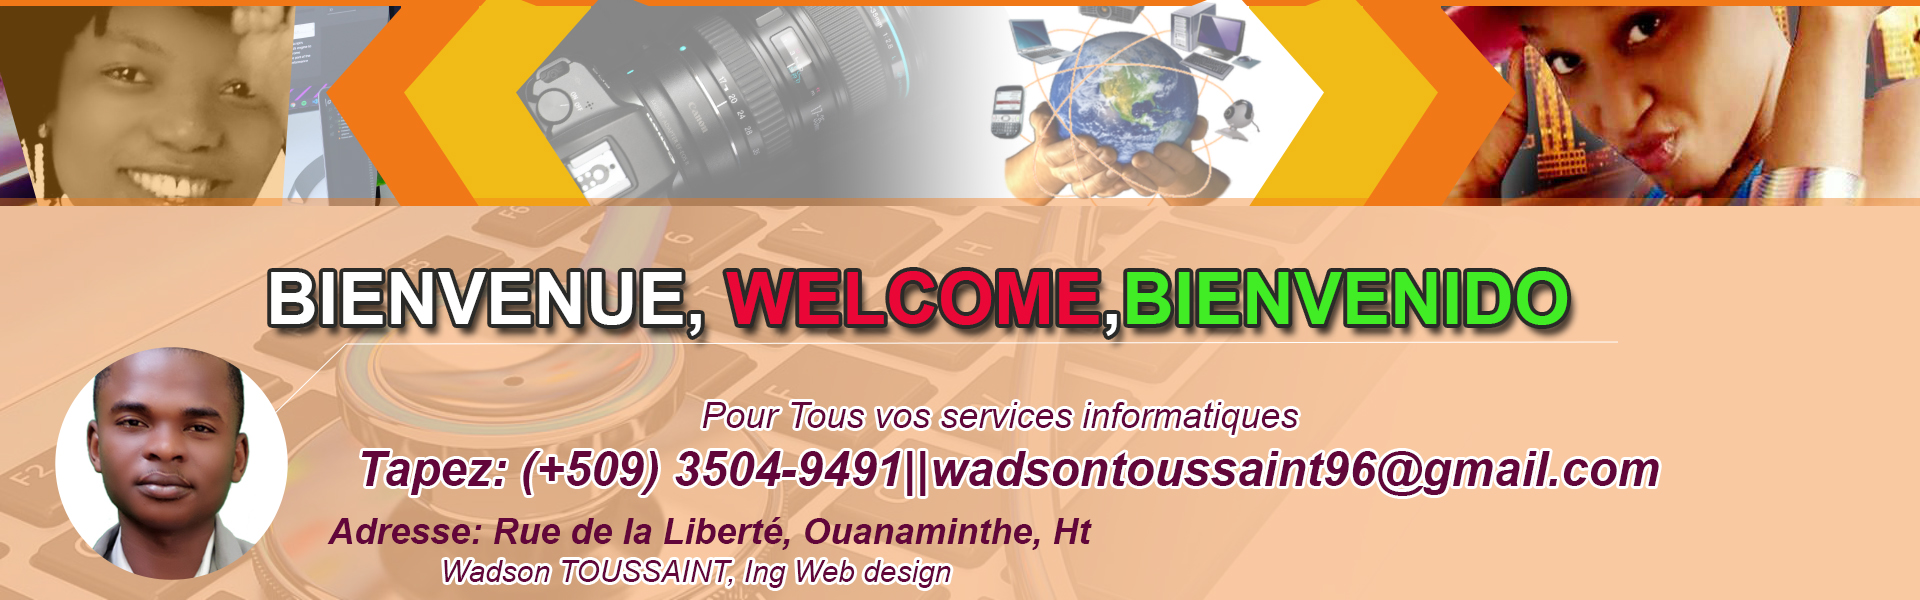 BIENVENUE, WELCOME,BIENVENIDO
Pour Tous vos services informatiques
Tapez: (+509) 3504-9491||wadsontoussaint96@gmail.com
Adresse: Rue de la Liberté, Ouanaminthe, Ht
Wadson TOUSSAINT, Ing Web design